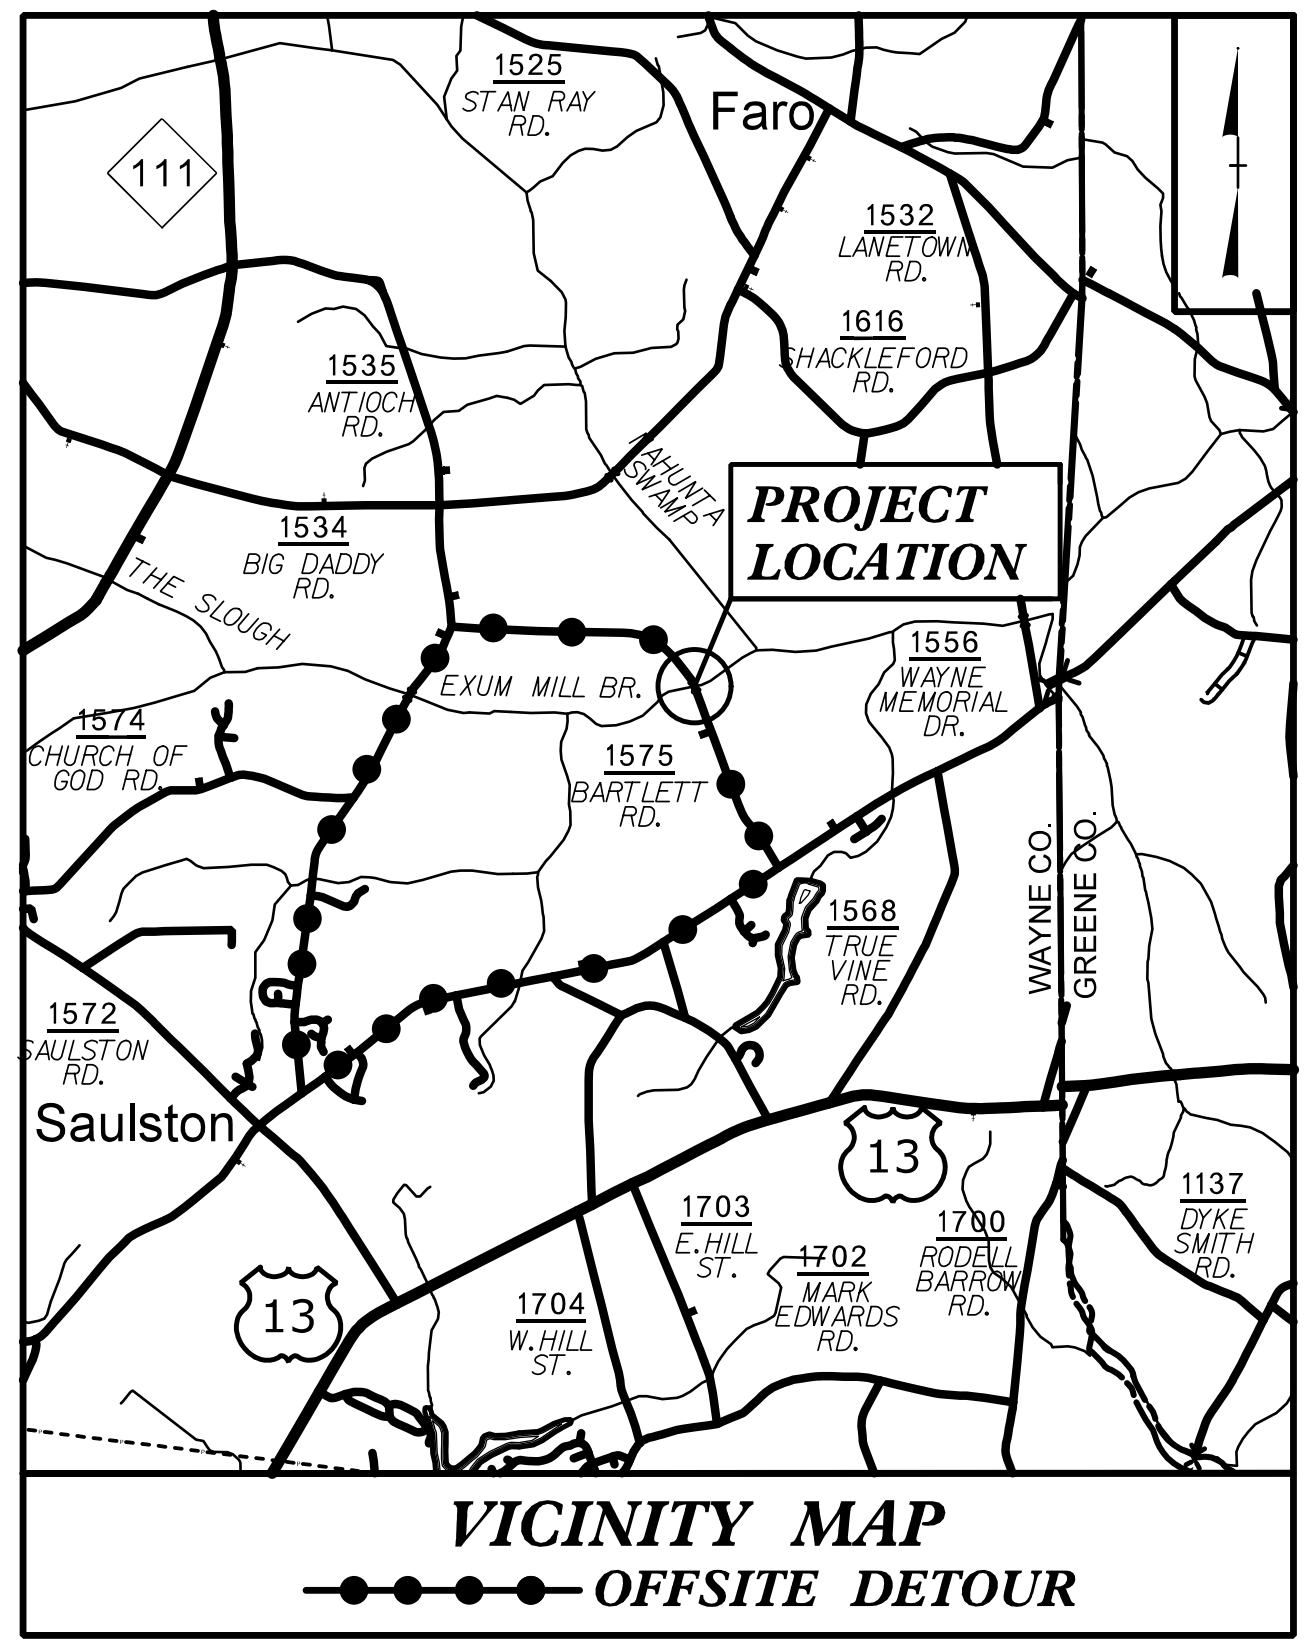 1525
STAN RAY
RD.
Faro
111
1532
LANETOWN
RD.
1616
SHACKLEFORD
RD.
1535
ANTIOCH
RD.
NAHUNTA
SWAMP
PROJECT
LOCATION
1534
BIG DADDY
RD.
THE SLOUGH
1556
WAYNE
MEMORIAL
DR.
EXUM MILL BR.
1574
CHURCH OF
GOD RD.
1575
BARTLETT
RD.
WAYNE CO.
GREENE CO.
1568
TRUE
VINE
RD.
1572
SAULSTON
RD.
Saulston
13
1137
DYKE
SMITH
RD.
1703
E.HILL
ST.
1700
RODELL
BARROW
RD.
1702
MARK
EDWARDS
RD.
13
1704
W.HILL
ST.
VICINITY MAP
OFFSITE DETOUR